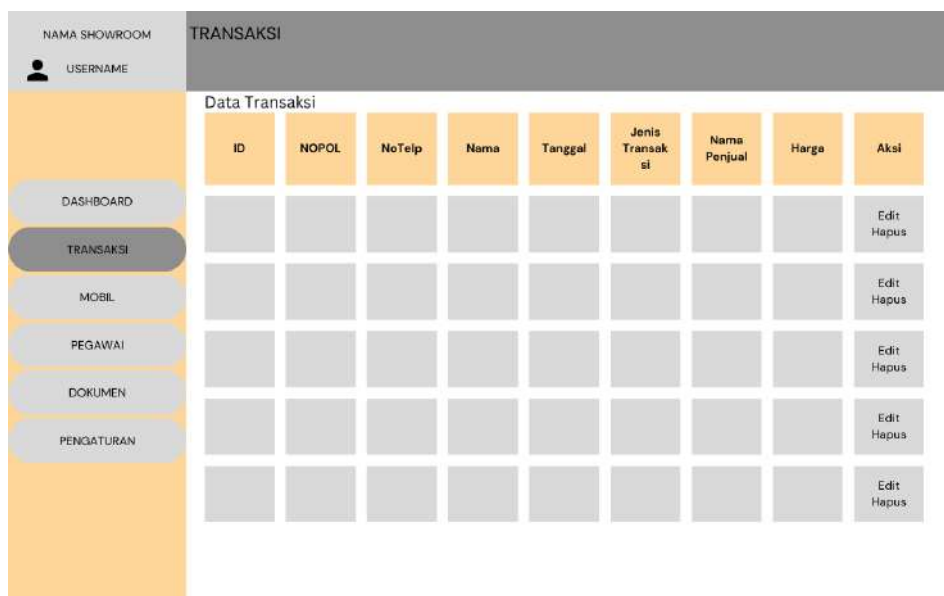 NAMA SHOWROOM
USERNAME
TRANSAKSI
DASHBOARD
TRANSAKSI
MOBIL
PEGAWAI
DOKUMEN
PENGATURAN
Data Transaksi
ID
NOPOL
NoTelp
Nama
Tanggal
Jenis
Transak
si
Nama
Penjual
Harga
Aksi
Edit
Hapus
Edit
Hapus
Edit
Hapus
Edit
Hapus
Edit
Hapus